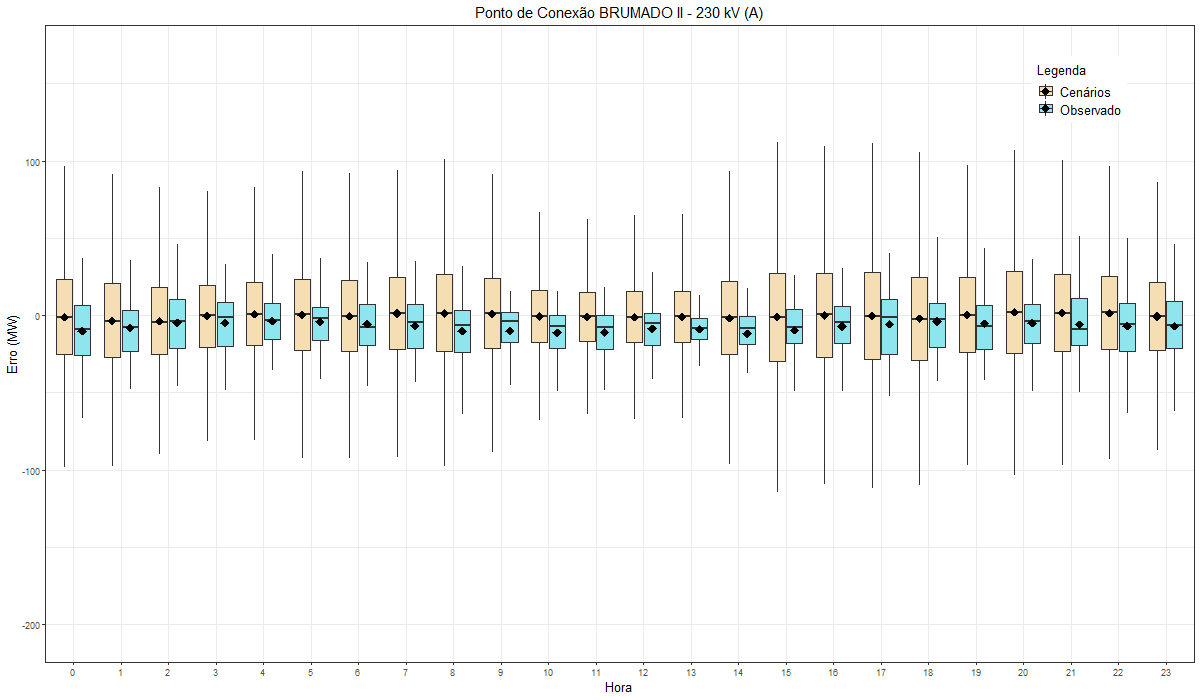 Ponto de Conexão BRUMADO II - 230 kV (A)
Legenda
Cenários
Observado
Erro (MW)
100
0
-100
-200
0 1 2 3 4 5 6 7 8 9 10 11 12 13 14 15 16 17 18 19 20 21 22 23
Hora